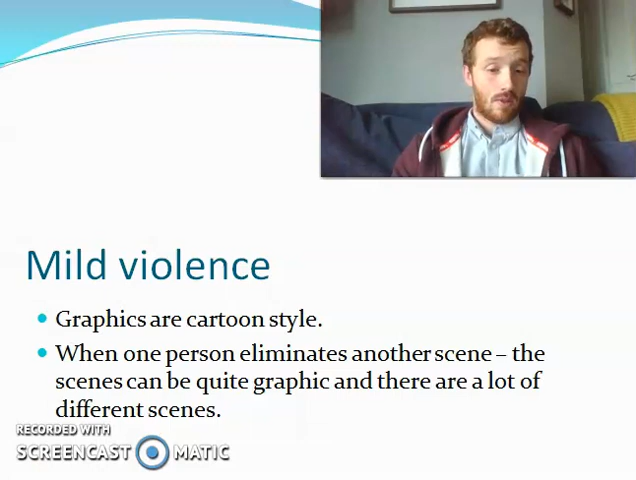 Mild violence
Graphics are cartoon style.
When one person eliminates another scene – the
scenes can be quite graphic and there are a lot of
different scenes.
RECORDED WITH
SCREENCAST MATIC